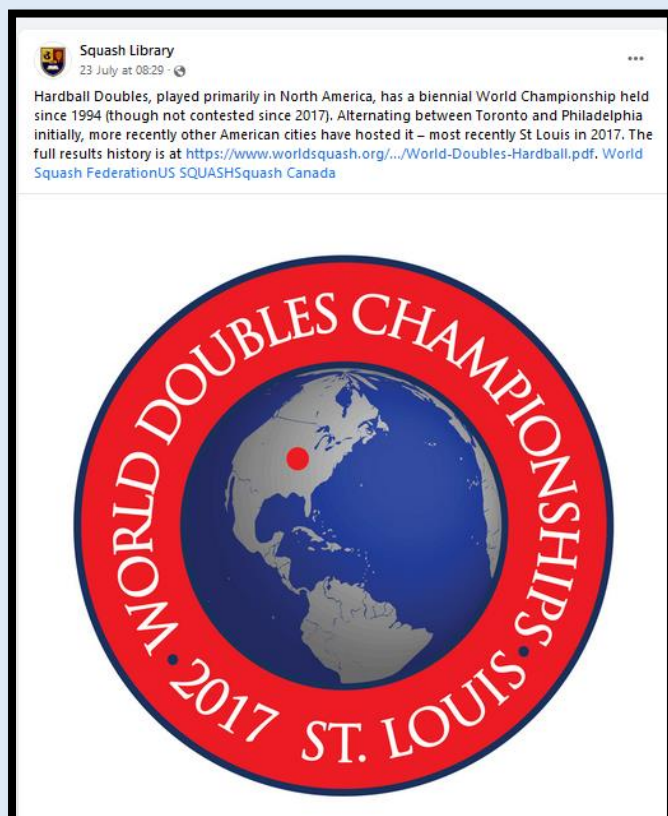 Squash Library
23 July at 08:29 ·
Hardball Doubles, played primarily in North America, has a biennial World Championship held
since 1994 (though not contested since 2017). Alternating between Toronto and Philadelphia
initially, more recently other American cities have hosted it – most recently St Louis in 2017. The
full results history is at https://www.worldsquash.org/.../World-Doubles-Hardball.pdf. World
Squash FederationUS SQUASHSquash Canada
WORLD DOUBLES CHAMPIONSHIPS
· 2017 ST. LOUIS ·